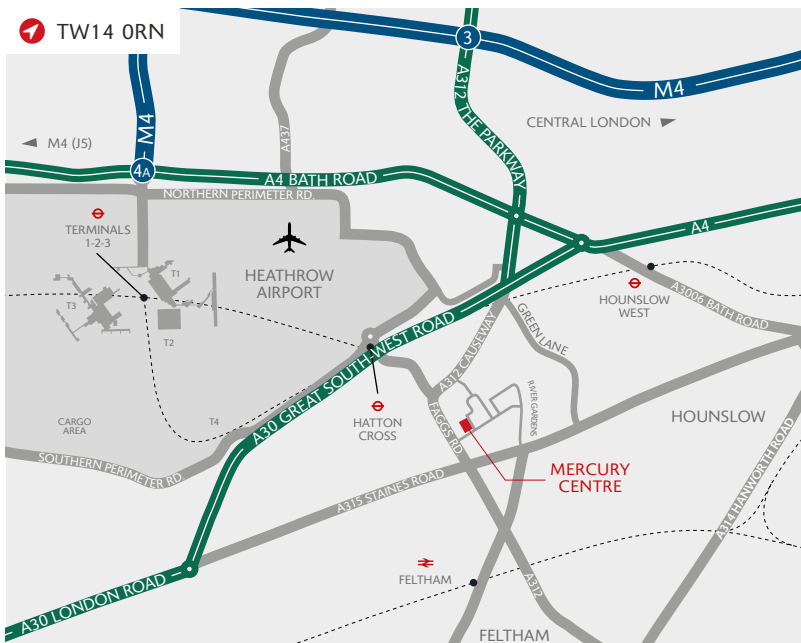 TW14 0RN
3
A312 THE PARKWAY
M4
M4
CENTRAL LONDON
M4 (J5)
A437
4A
A4 BATH ROAD
NORTHERN PERIMETER RD.
A4
TERMINALS
1-2-3
HEATHROW
AIRPORT
T1
T3
T2
HOUNSLOW
WEST
A3006 BATH ROAD
GREEN LANE
A312 CAUSEWAY
A30 GREAT SOUTH-WEST ROAD
RIVER GARDENS
HATTON
CROSS
FAGGS RD
CARGO
AREA
T4
HOUNSLOW
SOUTHERN PERIMETER RD
MERCURY
CENTRE
A315 STAINES ROAD
A314 HANWORTH ROAD
FELTHAM
A312
A30 LONDON ROAD
FELTHAM